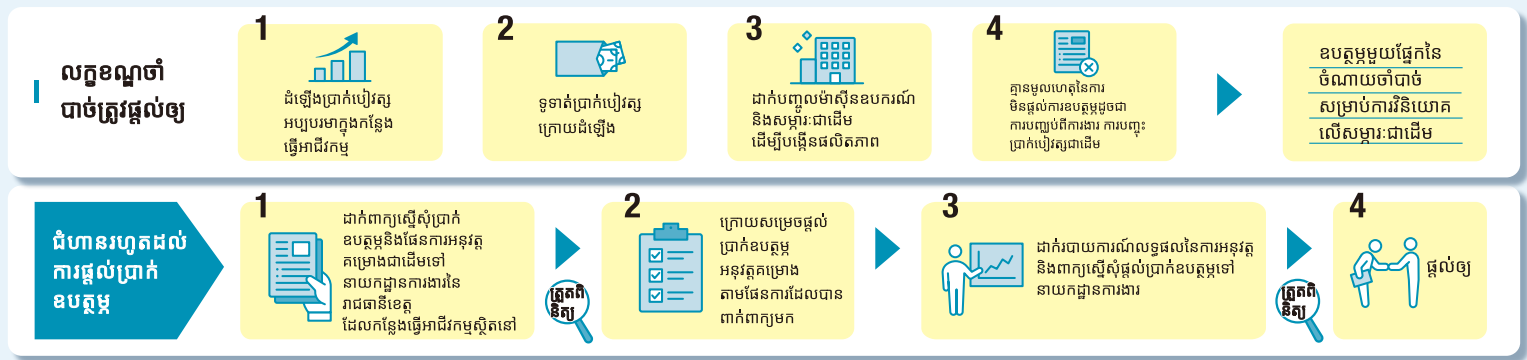 លក្ខខណ្ឌចាំ
បាច់ត្រូវផ្តល់ឲ្យ
1
ដំឡើងប្រាក់បៀវត្ស
អប្បបរមាក្នុងកន្លែង
ធ្វើអាជីវកម្ម
2
ទូទាត់ប្រាក់បៀវត្ស
ក្រោយដំឡើង
3
ដាក់បញ្ចូលម៉ាស៊ីនឧបករណ៍
និងសម្ភារៈជាដើម
ដើម្បីបង្កើនផលិតភាព
4
គ្មានមូលហេតុនៃការ
មិនផ្តល់ការឧបត្ថម្ភដូចជា
ការបញ្ឈប់ពីការងារ ការបញ្ចុះ
ប្រាក់បៀវត្សជាដើម
ឧបត្ថម្ភមួយផ្នែកនៃ
ចំណាយចាំបាច់
សម្រាប់ការវិនិយោគ
លើសម្ភារៈជាដើម
ជំហានរហូតដល់
ការផ្តល់ប្រាក់
ឧបត្ថម្ភ
1
ដាក់ពាក្យស្នើសុំប្រាក់
ឧបត្ថម្ភនិងផែនការអនុវត្ត
គម្រោងជាដើមទៅ
នាយកដ្ឋានការងារនៃ
រាជធានីខេត្ត
ដែលកន្លែងធ្វើអាជីវកម្មស្ថិតនៅ
ត្រួតពិ
និត្យ
2
ក្រោយសម្រេចផ្តល់
ប្រាក់ឧបត្ថម្ភ
អនុវត្តគម្រោង
តាមផែនការដែលបាន
ពាក់ពាក្យមក
3
ដាក់របាយការណ៍លទ្ធផលនៃការអនុវត្ត
និងពាក្យស្នើសុំផ្តល់ប្រាក់ឧបត្ថម្ភទៅ
នាយកដ្ឋានការងារ
ត្រួតពិ
និត្យ
4
ផ្តល់ឲ្យ